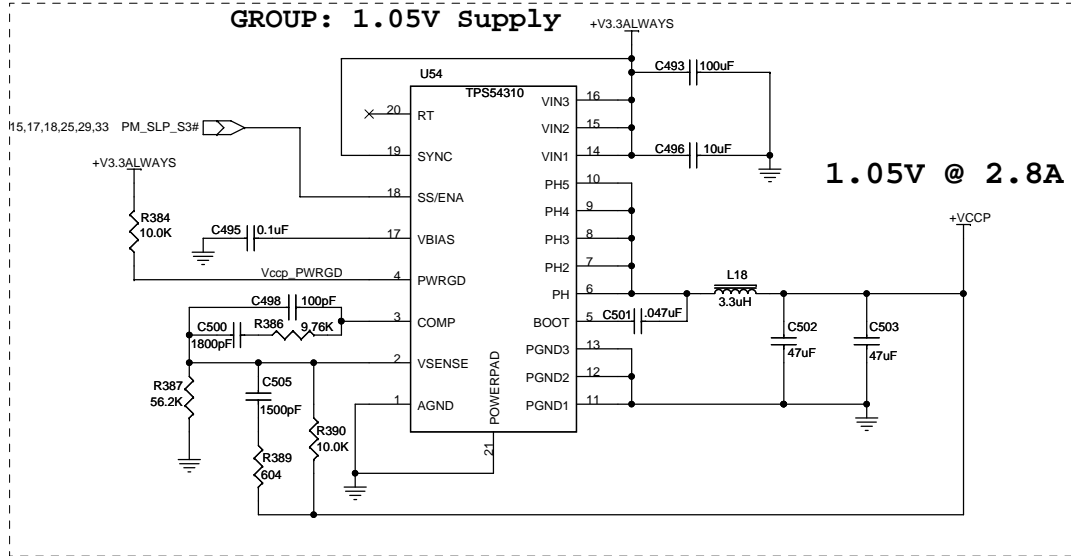 GROUP: 1.05V Supply
+V3.3ALWAYS
U54
TPS54310
C493 100uF
20 RT
VIN3 16
VIN2 15
15,17,18,25,29,33 PM_SLP_S3#
19 SYNC
VIN1 14
C496 10uF
+V3.3ALWAYS
1.05V @ 2.8A
18 SS/ENA
PH5 10
PH4 9
+VCCP
R384
10.0K
C495 0.1uF
17 VBIAS
PH3 8
PH2 7
Vccp_PWRGD
4 PWRGD
PH 6
L18
3.3uH
C498 100pF
3 COMP
BOOT 5
C501 .047uF
C500
1800pF
R386 9.76K
C502
47uF
C503
47uF
PGND3 13
2 VSENSE
PGND2 12
R387
56.2K
C505
1500pF
1 AGND
POWERPAD
PGND1 11
21
R390
10.0K
R389
604